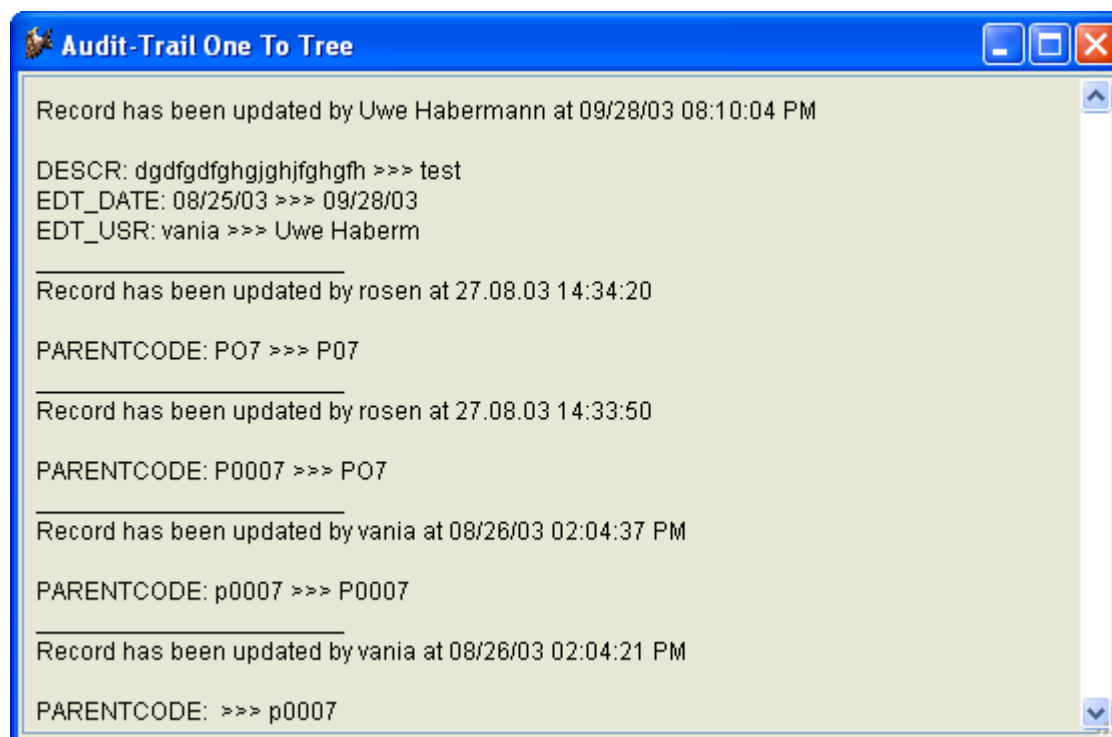 Audit-Trail One To Tree
Record has been updated by Uwe Habermann at 09/28/03 08:10:04 PM
DESCR: dgdfgdfghgjghjfghgfh >>> test
EDT_DATE: 08/25/03 >>> 09/28/03
EDT_USR: vania >>> Uwe Haberm
Record has been updated by rosen at 27.08.03 14:34:20
PARENTCODE: PO7 >>> P07
Record has been updated by rosen at 27.08.03 14:33:50
PARENTCODE: P0007 >>> PO7
Record has been updated by vania at 08/26/03 02:04:37 PM
PARENTCODE: p0007 >>> P0007
Record has been updated by vania at 08/26/03 02:04:21 PM
PARENTCODE:  >>> p0007